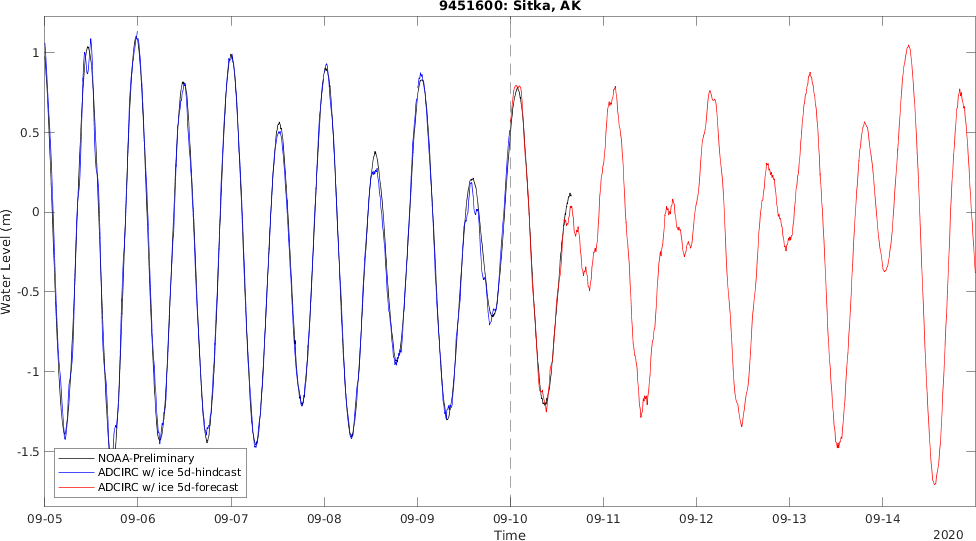 9451600: Sitka, AK
Water Level (m)
1
0.5
0
-0.5
-1
-1.5
NOAA-Preliminary
ADCIRC w/ ice 5d-hindcast
ADCIRC w/ ice 5d-forecast
09-05 09-06 09-07 09-08 09-09 09-10 09-11 09-12 09-13 09-14
Time
2020